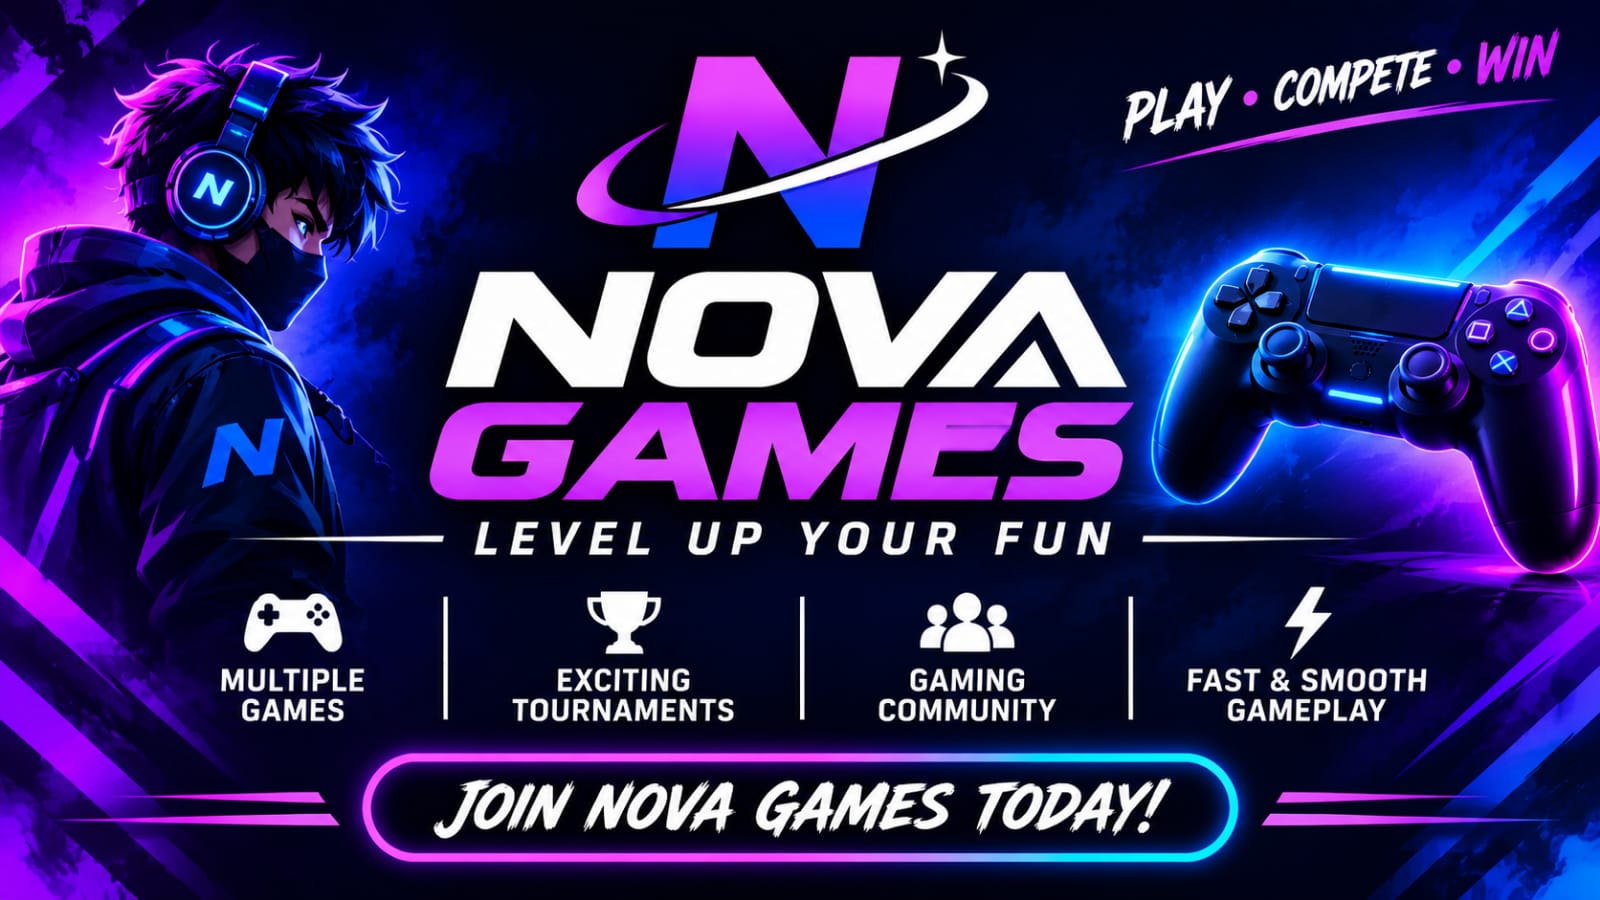 N
PLAY • COMPETE • WIN
N
NOVA
GAMES
N
LEVEL UP YOUR FUN
MULTIPLE
GAMES
EXCITING
TOURNAMENTS
GAMING
COMMUNITY
FAST & SMOOTH
GAMEPLAY
JOIN NOVA GAMES TODAY!